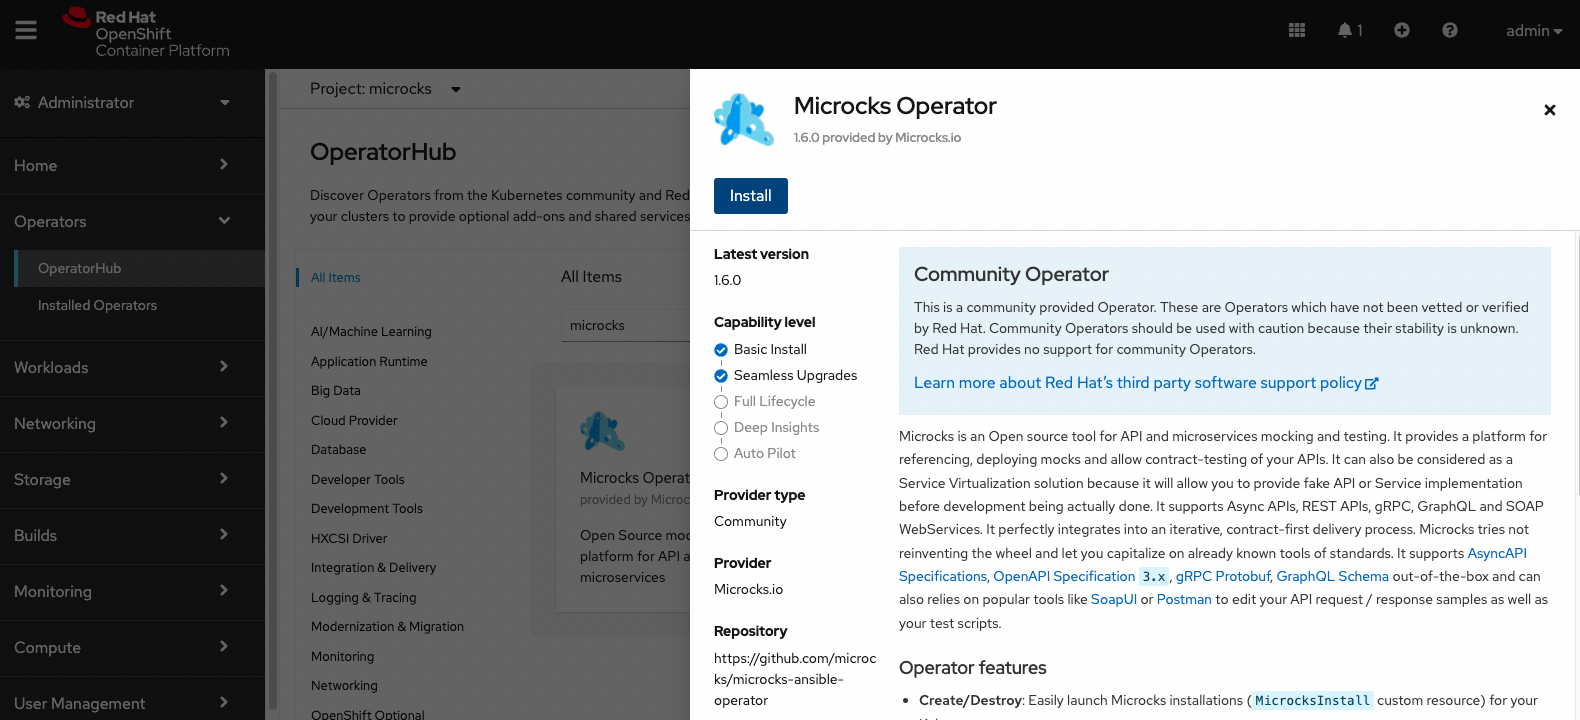 Red Hat
OpenShift
Container Platform
1
admin
Administrator
Home
Operators
OperatorHub
Installed Operators
Workloads
Networking
Storage
Builds
Monitoring
Compute
User Management
Project: microcks
OperatorHub
Discover Operators from the Kubernetes community and Red
your clusters to provide optional add-ons and shared services
All Items
AI/Machine Learning
Application Runtime
Big Data
Cloud Provider
Database
Developer Tools
Development Tools
HXCSI Driver
Integration & Delivery
Logging & Tracing
Modernization & Migration
Monitoring
Networking
OpenShift Optional
All Items
microcks
Microcks Operat
provided by Microc
Open Source moc
platform for API a
microservices
Microcks Operator
1.6.0 provided by Microcks.io
Install
Latest version
1.6.0
Capability level
Basic Install
Seamless Upgrades
Full Lifecycle
Deep Insights
Auto Pilot
Provider type
Community
Provider
Microcks.io
Repository
https://github.com/microc
ks/microcks-ansible-
operator
Community Operator
This is a community provided Operator. These are Operators which have not been vetted or verified
by Red Hat. Community Operators should be used with caution because their stability is unknown.
Red Hat provides no support for community Operators.
Learn more about Red Hat's third party software support policy
Microcks is an Open source tool for API and microservices mocking and testing. It provides a platform for
referencing, deploying mocks and allow contract-testing of your APIs. It can also be considered as a
Service Virtualization solution because it will allow you to provide fake API or Service implementation
before development being actually done. It supports Async APIs, REST APIs, gRPC, GraphQL and SOAP
WebServices. It perfectly integrates into an iterative, contract-first delivery process. Microcks tries not
reinventing the wheel and let you capitalize on already known tools of standards. It supports AsyncAPI
Specifications, OpenAPI Specification 3.x, gRPC Protobuf, GraphQL Schema out-of-the-box and can
also relies on popular tools like SoapUI or Postman to edit your API request / response samples as well as
your test scripts.
Operator features
Create/Destroy: Easily launch Microcks installations (MicrocksInstall custom resource) for your